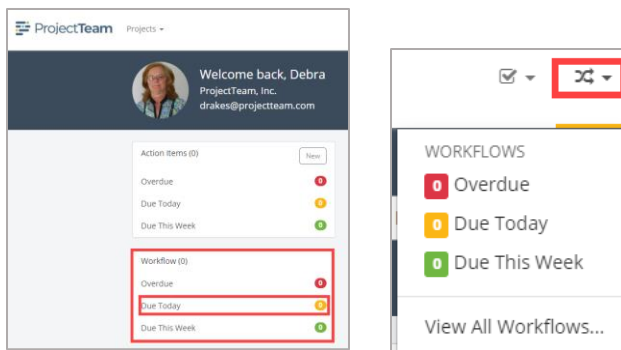 ProjectTeam Projects
Welcome back, Debra
ProjectTeam, Inc.
drakes@projectteam.com
Action Items (0) New
Overdue 0
Due Today 0
Due This Week 0
Workflow (0)
Overdue 0
Due Today 0
Due This Week 0
WORKFLOWS
0 Overdue
0 Due Today
0 Due This Week
View All Workflows...